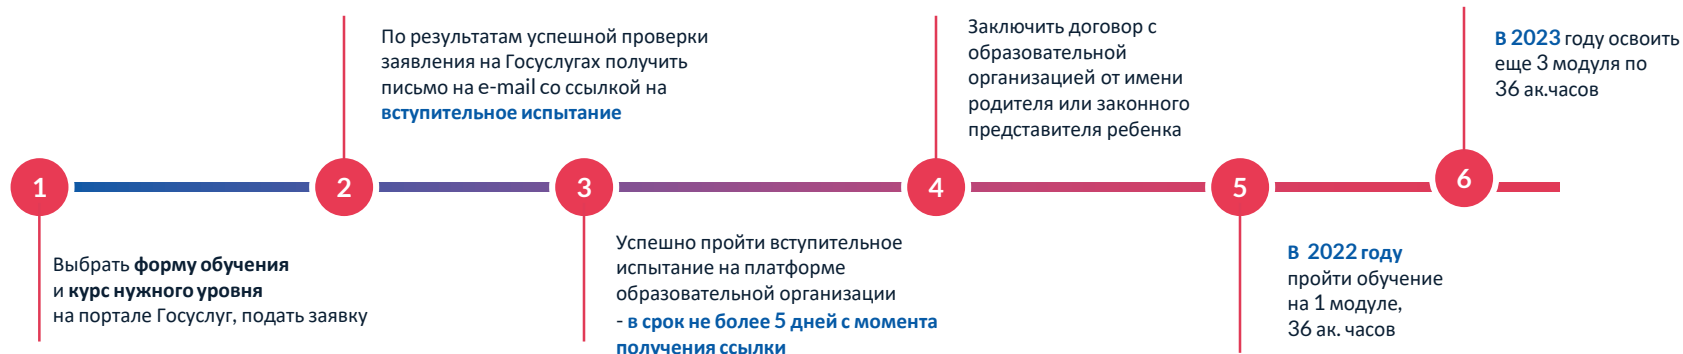 1
Выбрать форму обучения
и курс нужного уровня
на портале Госуслуг, подать заявку
2
По результатам успешной проверки
заявления на Госуслугах получить
письмо на e-mail со ссылкой на
вступительное испытание
3
Успешно пройти вступительное
испытание на платформе
образовательной организации
- в срок не более 5 дней с момента
получения ссылки
4
Заключить договор с
образовательной
организацией от имени
родителя или законного
представителя ребенка
5
В 2022 году
пройти обучение
на 1 модуле,
36 ак. часов
6
В 2023 году освоить
еще 3 модуля по
36 ак.часов